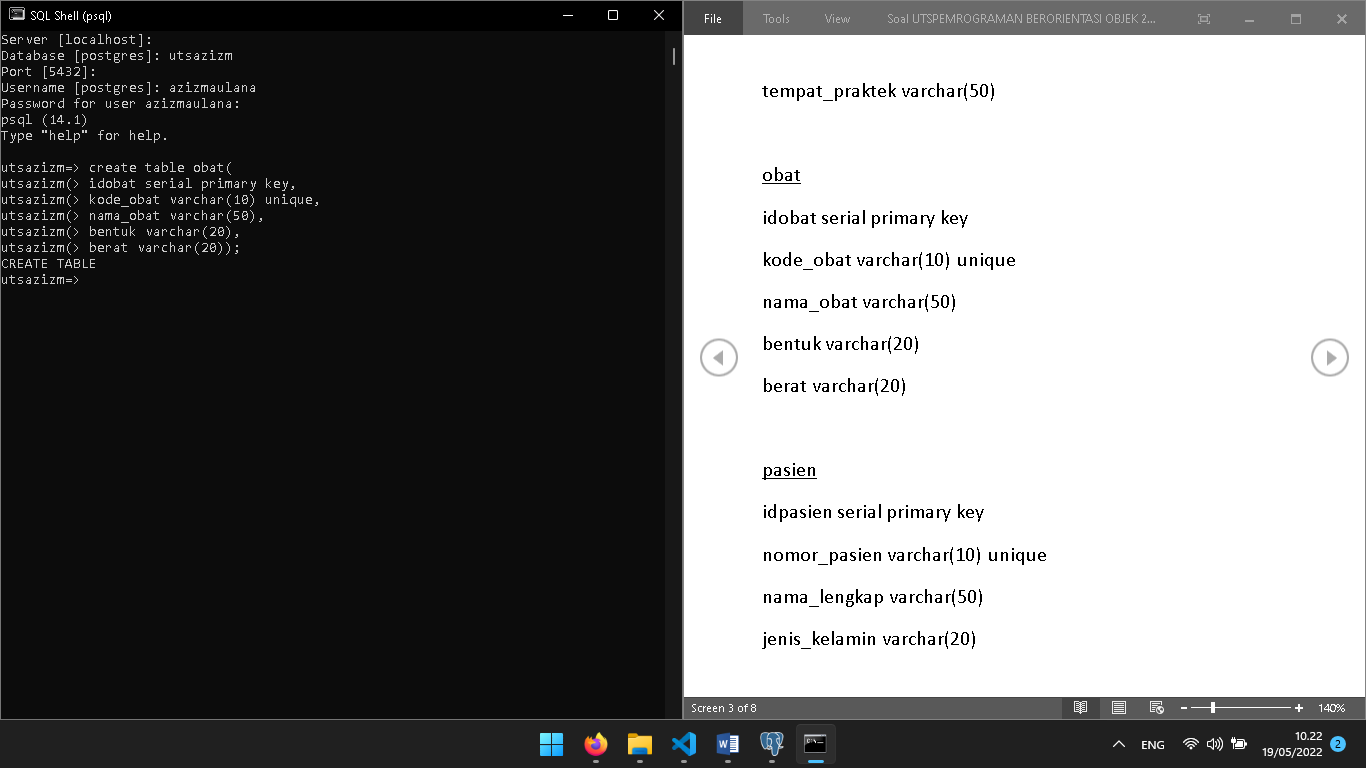 SQL Shell (psql)
Server [localhost]:
Database [postgres]: utsazizm
Port [5432]:
Username [postgres]: azizmaulana
Password for user azizmaulana:
psql (14.1)
Type "help" for help.
utsazizm=> create table obat(
utsazizm(> idobat serial primary key,
utsazizm(> kode_obat varchar(10) unique,
utsazizm(> nama_obat varchar(50),
utsazizm(> bentuk varchar(20),
utsazizm(> berat varchar(20));
CREATE TABLE
utsazizm=>
File Tools View Soal UTSPEMROGRAMAN BERORIENTASI OBJEK 2...
tempat_praktek varchar(50)
obat
idobat serial primary key
kode_obat varchar(10) unique
nama_obat varchar(50)
bentuk varchar(20)
berat varchar(20)
pasien
idpasien serial primary key
nomor_pasien varchar(10) unique
nama_lengkap varchar(50)
jenis_kelamin varchar(20)
Screen 3 of 8
140%
ENG
10.22
19/05/2022
2